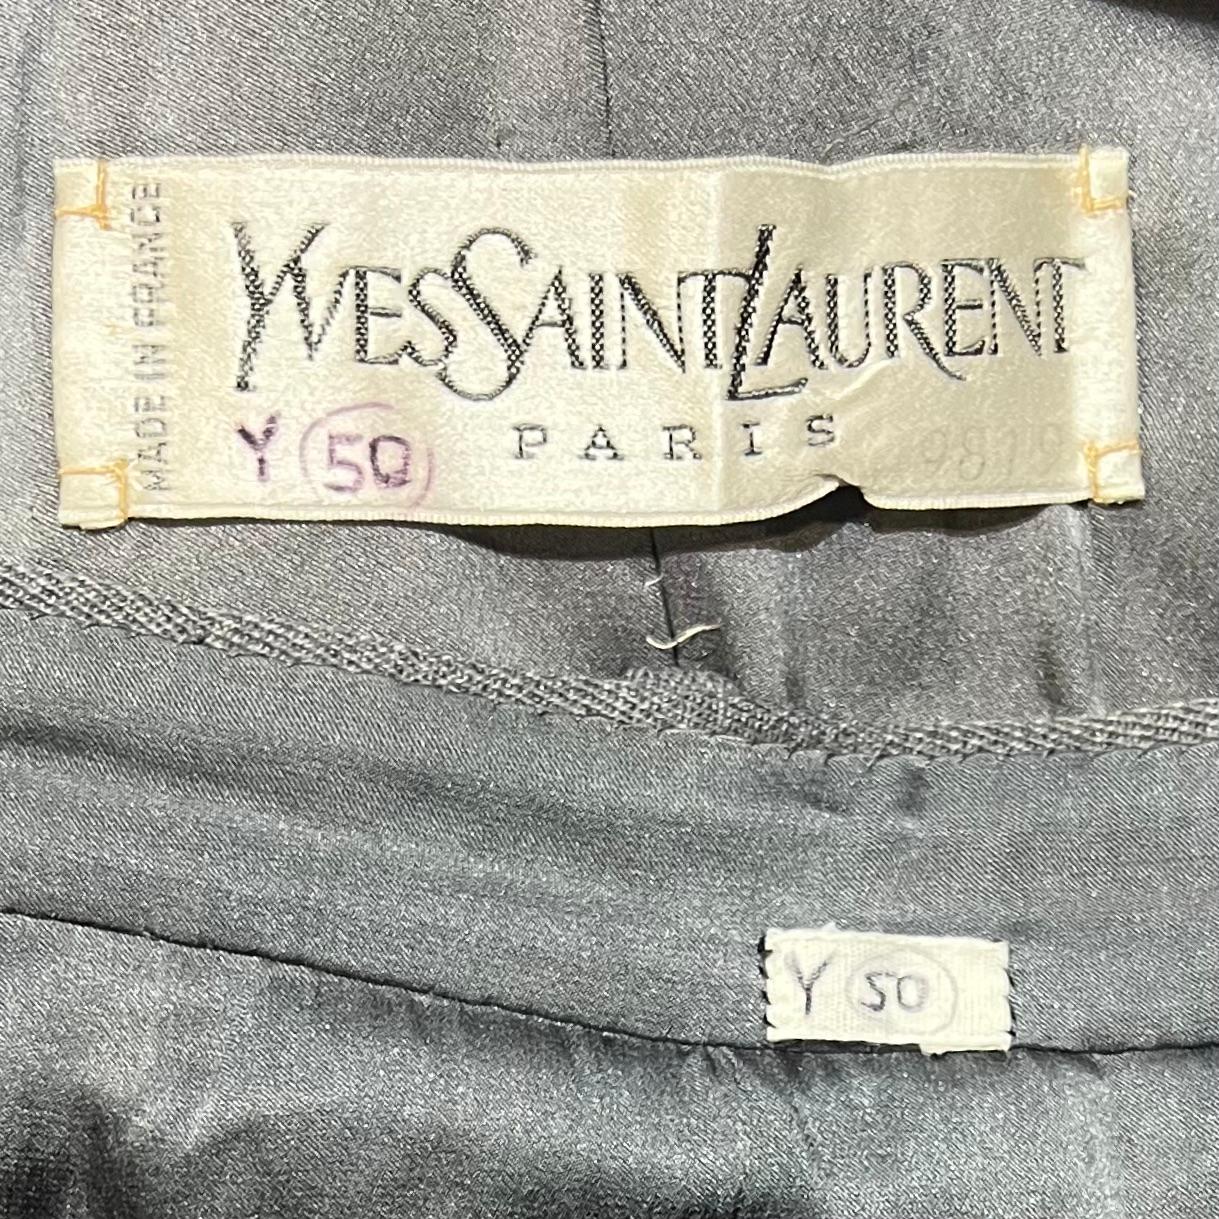 MADE IN FRANCE
YVES SAINT LAURENT
Y 50 PARIS
Y 50